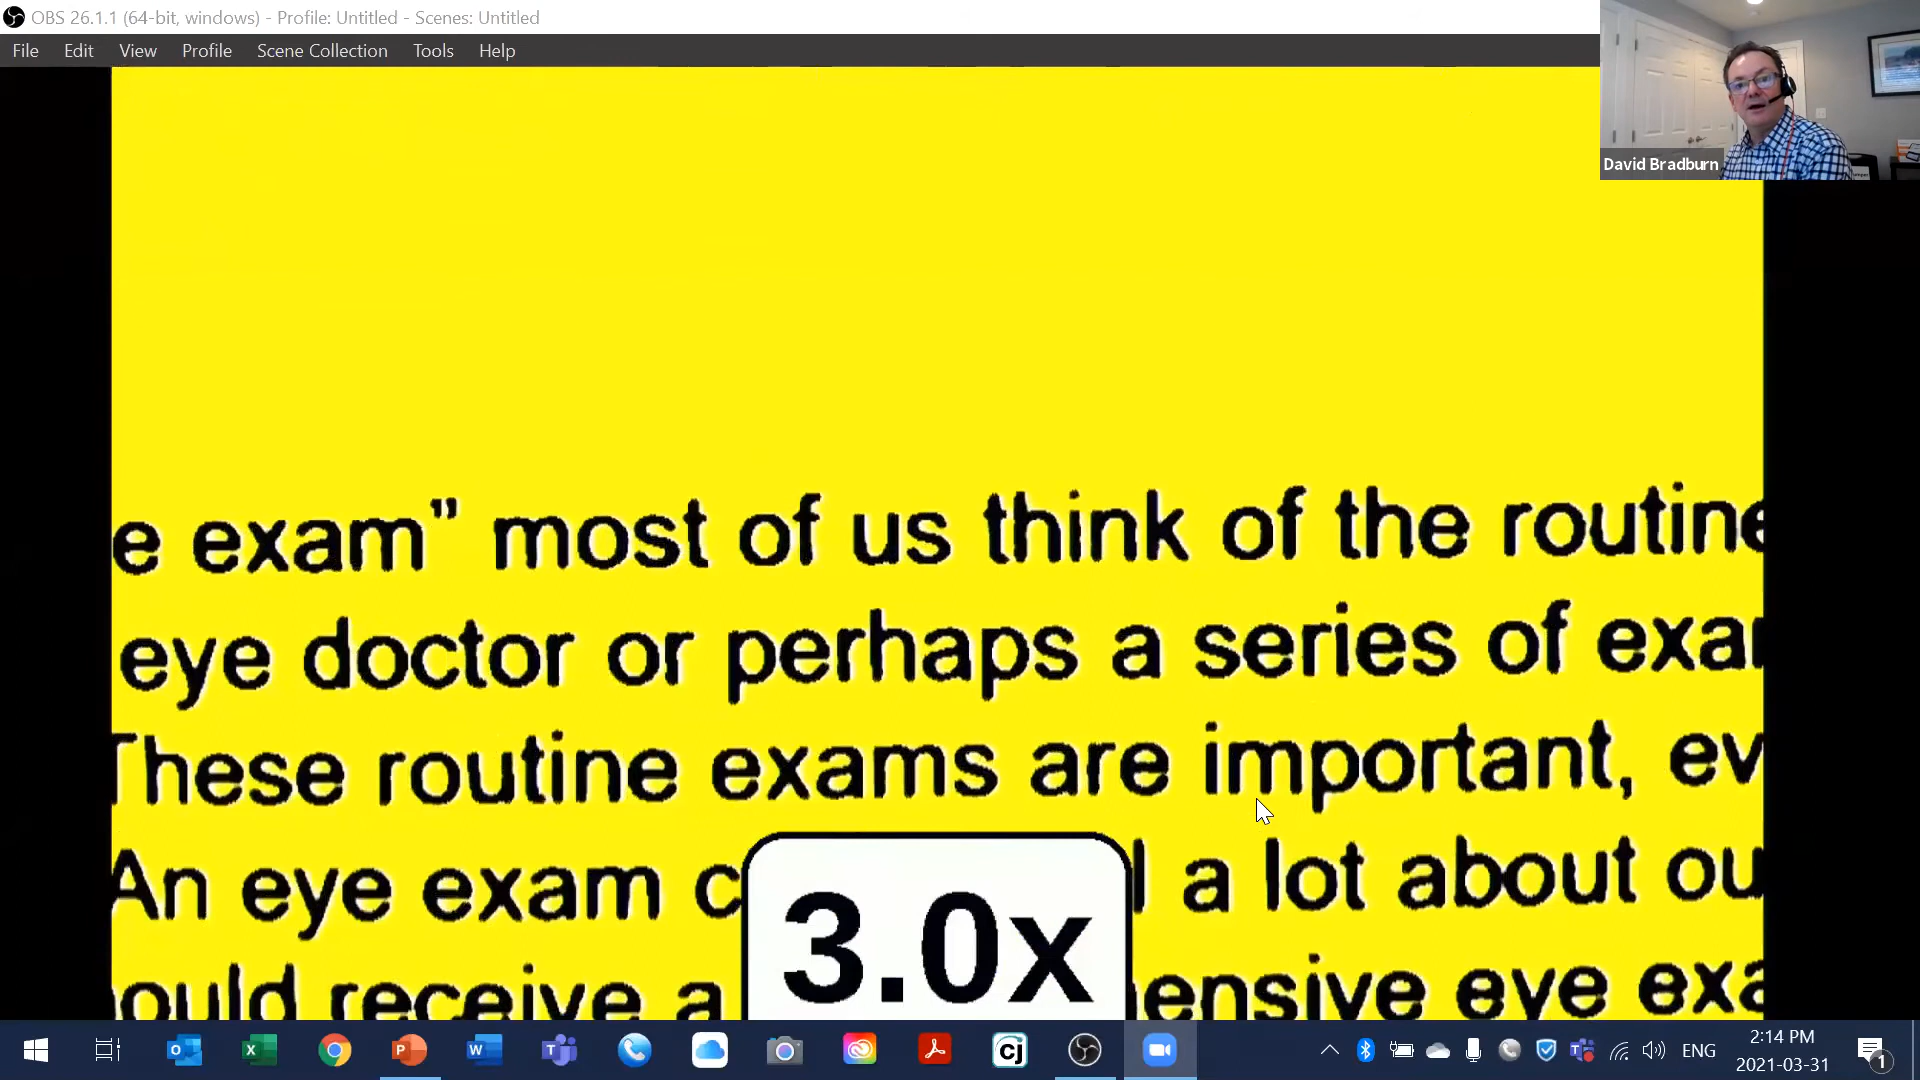 OBS 26.1.1 (64-bit, windows) - Profile: Untitled - Scenes: Untitled
File Edit View Profile Scene Collection Tools Help
David Bradburn
e exam" most of us think of the routine
eye doctor or perhaps a series of exa
These routine exams are important, ev
An eye exam c l a lot about ou
ould receive a ensive eye exa
3.0x
ENG
2:14 PM
2021-03-31
1